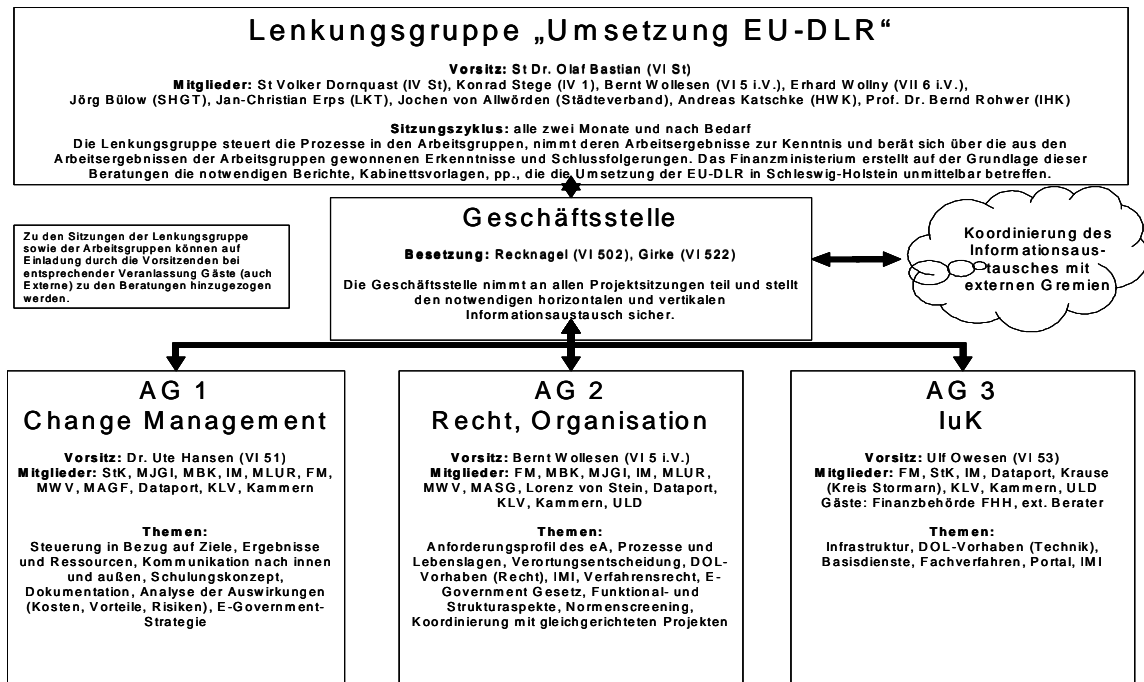 Lenkungsgruppe „Umsetzung EU-DLR“
Vorsitz: St Dr. Olaf Bastian (VI St)
Mitglieder: St Volker Dornquast (IV St), Konrad Stege (IV 1), Bernt Wollesen (VI 5 i.V.), Erhard Wollny (VII 6 i.V.),
Jörg Bülow (SHGT), Jan-Christian Erps (LKT), Jochen von Allwörden (Städteverband), Andreas Katschke (HWK), Prof. Dr. Bernd Rohwer (IHK)
Sitzungszyklus: alle zwei Monate und nach Bedarf
Die Lenkungsgruppe steuert die Prozesse in den Arbeitsgruppen, nimmt deren Arbeitsergebnisse zur Kenntnis und berät sich über die aus den
Arbeitsergebnissen der Arbeitsgruppen gewonnenen Erkenntnisse und Schlussfolgerungen. Das Finanzministerium erstellt auf der Grundlage dieser
Beratungen die notwendigen Berichte, Kabinettsvorlagen, pp., die die Umsetzung der EU-DLR in Schleswig-Holstein unmittelbar betreffen.
Zu den Sitzungen der Lenkungsgruppe
sowie der Arbeitsgruppen können auf
Einladung durch die Vorsitzenden bei
entsprechender Veranlassung Gäste (auch
Externe) zu den Beratungen hinzugezogen
werden.
Geschäftsstelle
Besetzung: Recknagel (VI 502), Girke (VI 522)
Die Geschäftsstelle nimmt an allen Projektsitzungen teil und stellt
den notwendigen horizontalen und vertikalen
Informationsaustausch sicher.
Koordinierung des
Informationsaus-
tausches mit
externen Gremien
AG 1
Change Management
Vorsitz: Dr. Ute Hansen (VI 51)
Mitglieder: StK, MJGI, MBK, IM, MLUR, FM,
MWV, MAGF, Dataport, KLV, Kammern
Themen:
Steuerung in Bezug auf Ziele, Ergebnisse
und Ressourcen, Kommunikation nach innen
und außen, Schulungskonzept,
Dokumentation, Analyse der Auswirkungen
(Kosten, Vorteile, Risiken), E-Government-
Strategie
AG 2
Recht, Organisation
Vorsitz: Bernt Wollesen (VI 5 i.V.)
Mitglieder: FM, MBK, MJGI, IM, MLUR,
MWV, MASG, Lorenz von Stein, Dataport,
KLV, Kammern, ULD
Themen:
Anforderungsprofil des eA, Prozesse und
Lebenslagen, Verortungsentscheidung, DOL-
Vorhaben (Recht), IMI, Verfahrensrecht, E-
Government Gesetz, Funktional- und
Strukturaspekte, Normenscreening,
Koordinierung mit gleichgerichteten Projekten
AG 3
IuK
Vorsitz: Ulf Owesen (VI 53)
Mitglieder: FM, StK, IM, Dataport, Krause
(Kreis Stormarn), KLV, Kammern, ULD
Gäste: Finanzbehörde FHH, ext. Berater
Themen:
Infrastruktur, DOL-Vorhaben (Technik),
Basisdienste, Fachverfahren, Portal, IMI